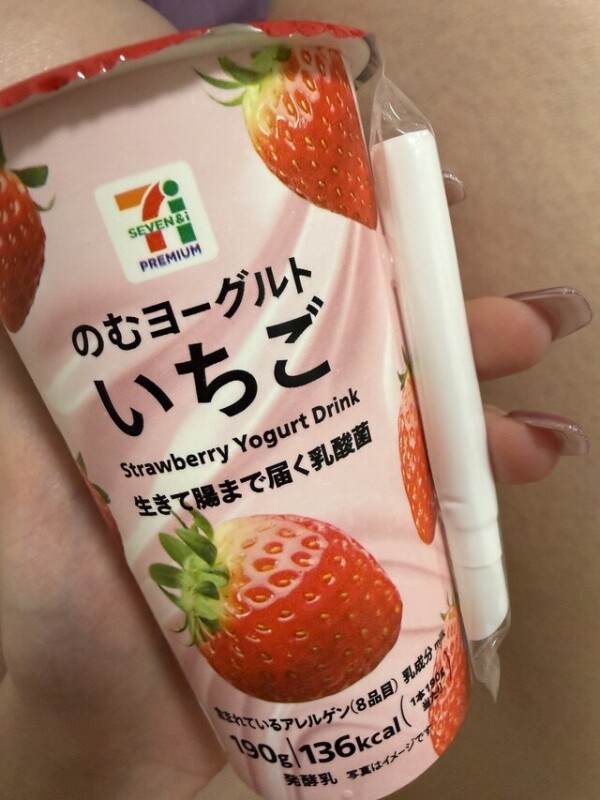 SEVEN&i
PREMIUM
のむヨーグルト
いちご
Strawberry Yogurt Drink
生きて腸まで届く乳酸菌
含まれているアレルゲン(8品目) 乳成分
190g 136kcal (1本190g当り)
発酵乳 写真はイメージです